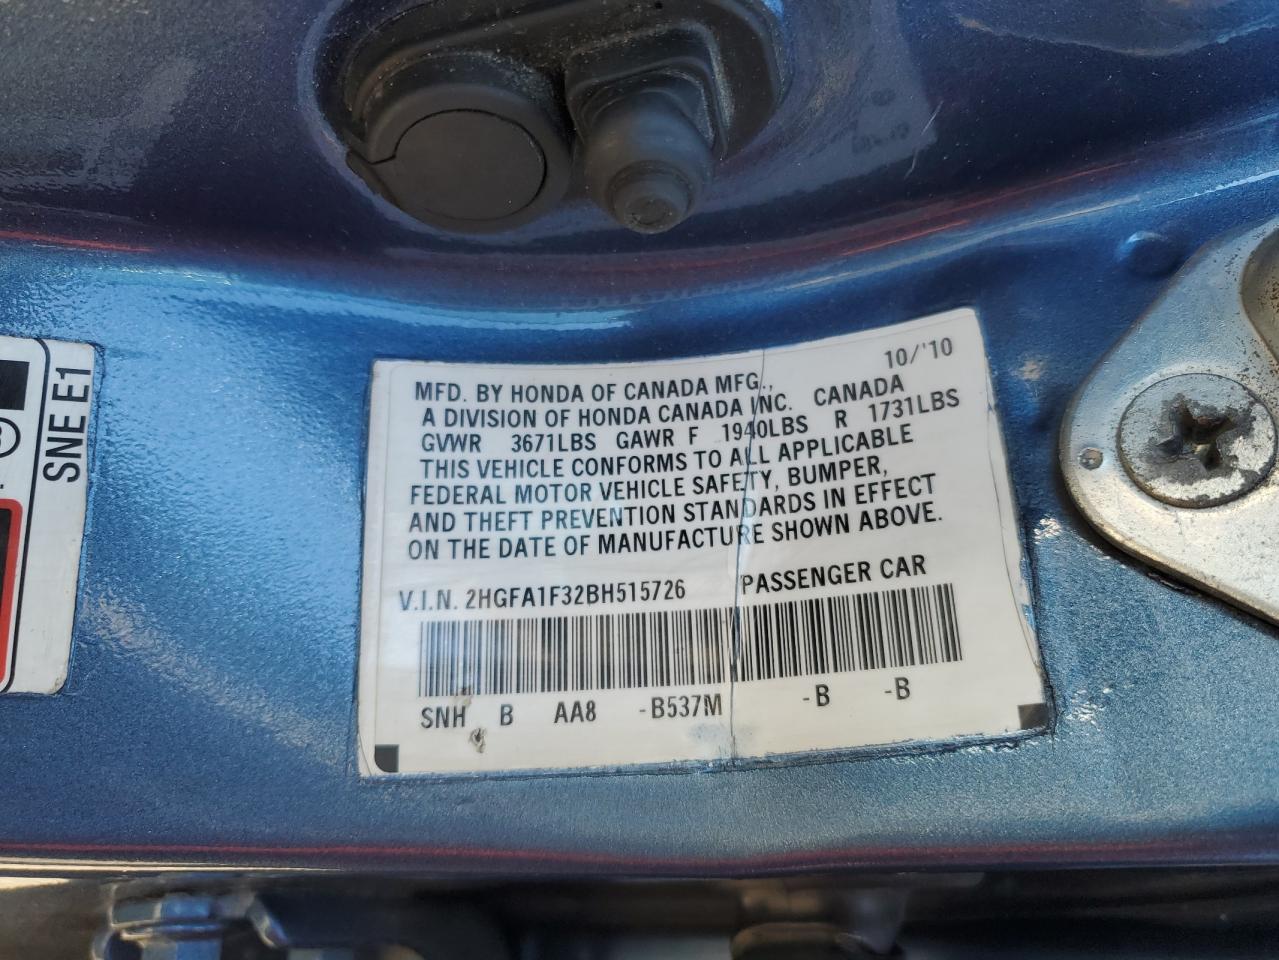 SNE E1
10/'10
MFD. BY HONDA OF CANADA MFG.,
A DIVISION OF HONDA CANADA INC. CANADA
GVWR 3671LBS GAWR F 1940LBS R 1731LBS
THIS VEHICLE CONFORMS TO ALL APPLICABLE
FEDERAL MOTOR VEHICLE SAFETY, BUMPER,
AND THEFT PREVENTION STANDARDS IN EFFECT
ON THE DATE OF MANUFACTURE SHOWN ABOVE.
V.I.N. 2HGFA1F32BH515726 PASSENGER CAR
SNH B AA8 -B537M -B -B